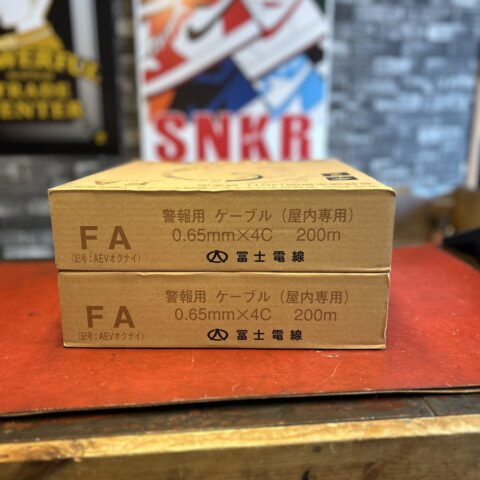 POWERFUL
TRADE
CENTER
SNKR
FA
(記号:AEVオクナイ)
警報用 ケーブル (屋内専用)
0.65mm×4C 200m
冨士電線
FA
(記号:AEVオクナイ)
警報用 ケーブル (屋内専用)
0.65mm×4C 200m
冨士電線